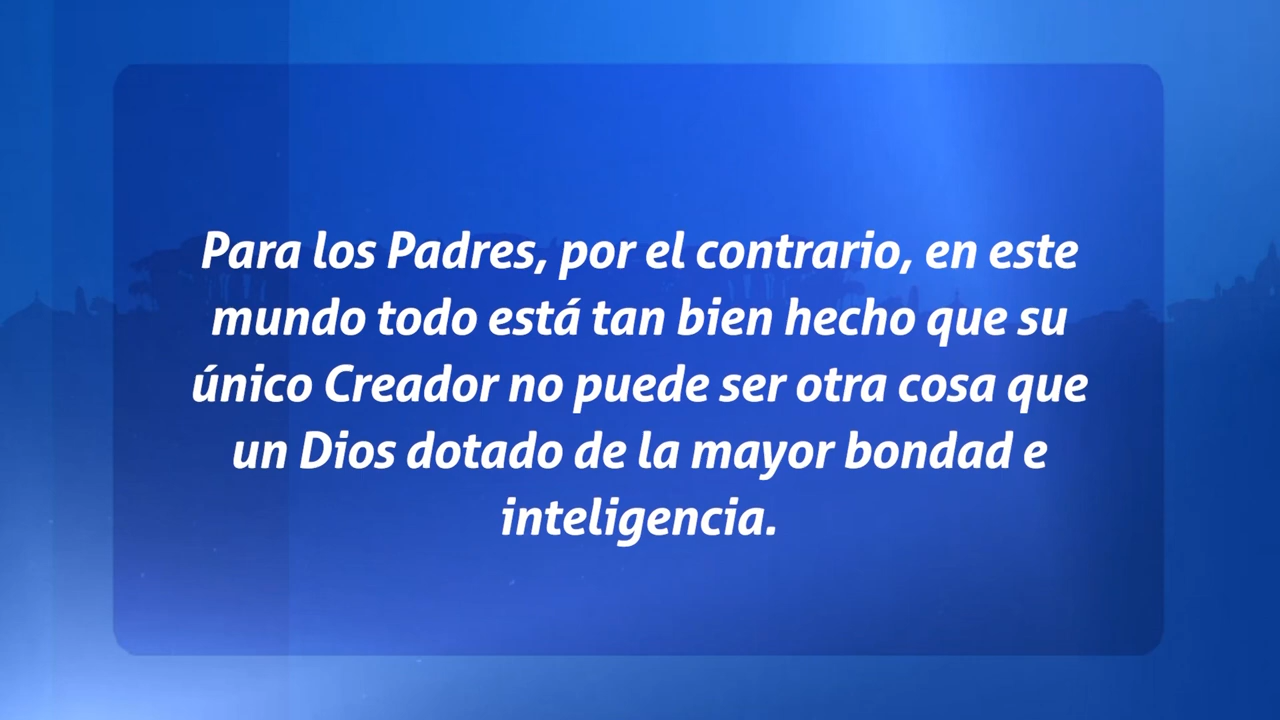 Para los Padres, por el contrario, en este
mundo todo está tan bien hecho que su
único Creador no puede ser otra cosa que
un Dios dotado de la mayor bondad e
inteligencia.